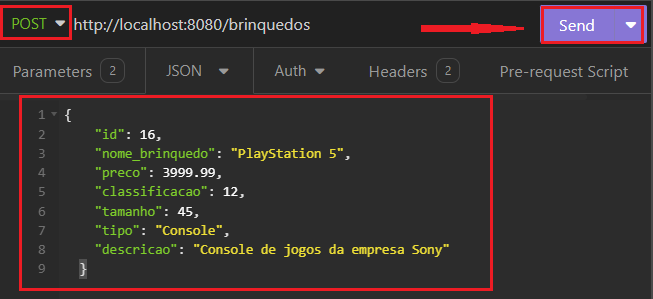 POST http://localhost:8080/brinquedos Send
Parameters 2 JSON Auth Headers 2 Pre-request Script
1 {
2 "id": 16,
3 "nome_brinquedo": "PlayStation 5",
4 "preco": 3999.99,
5 "classificacao": 12,
6 "tamanho": 45,
7 "tipo": "Console",
8 "descricao": "Console de jogos da empresa Sony"
9 }